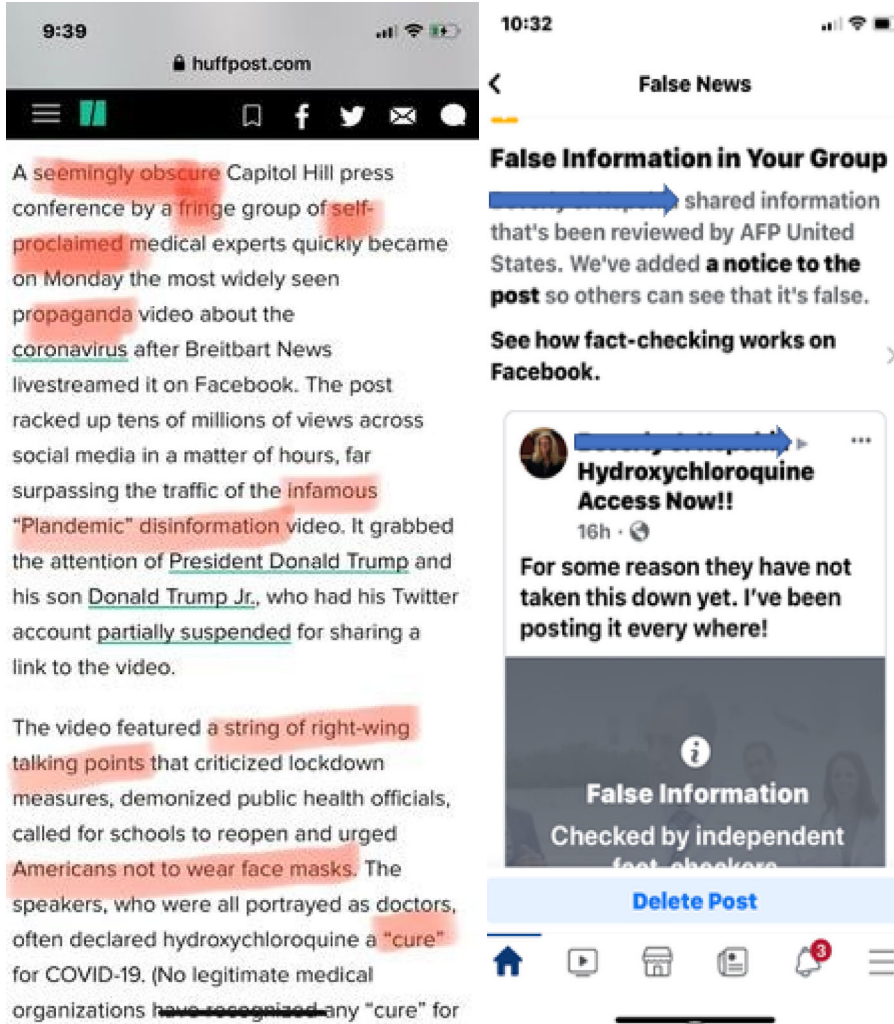 9:39
huffpost.com
A seemingly obscure Capitol Hill press
conference by a fringe group of self-
proclaimed medical experts quickly became
on Monday the most widely seen
propaganda video about the
coronavirus after Breitbart News
livestreamed it on Facebook. The post
racked up tens of millions of views across
social media in a matter of hours, far
surpassing the traffic of the infamous
“Plandemic” disinformation video. It grabbed
the attention of President Donald Trump and
his son Donald Trump Jr., who had his Twitter
account partially suspended for sharing a
link to the video.
The video featured a string of right-wing
talking points that criticized lockdown
measures, demonized public health officials,
called for schools to reopen and urged
Americans not to wear face masks. The
speakers, who were all portrayed as doctors,
often declared hydroxychloroquine a “cure”
for COVID-19. (No legitimate medical
organizations have recognized any “cure” for
10:32
False News
False Information in Your Group
shared information
that's been reviewed by AFP United
States. We've added a notice to the
post so others can see that it's false.
See how fact-checking works on
Facebook.
Hydroxychloroquine
Access Now!!
16h
For some reason they have not
taken this down yet. I've been
posting it every where!
False Information
Checked by independent
fact-checkers
Delete Post
3